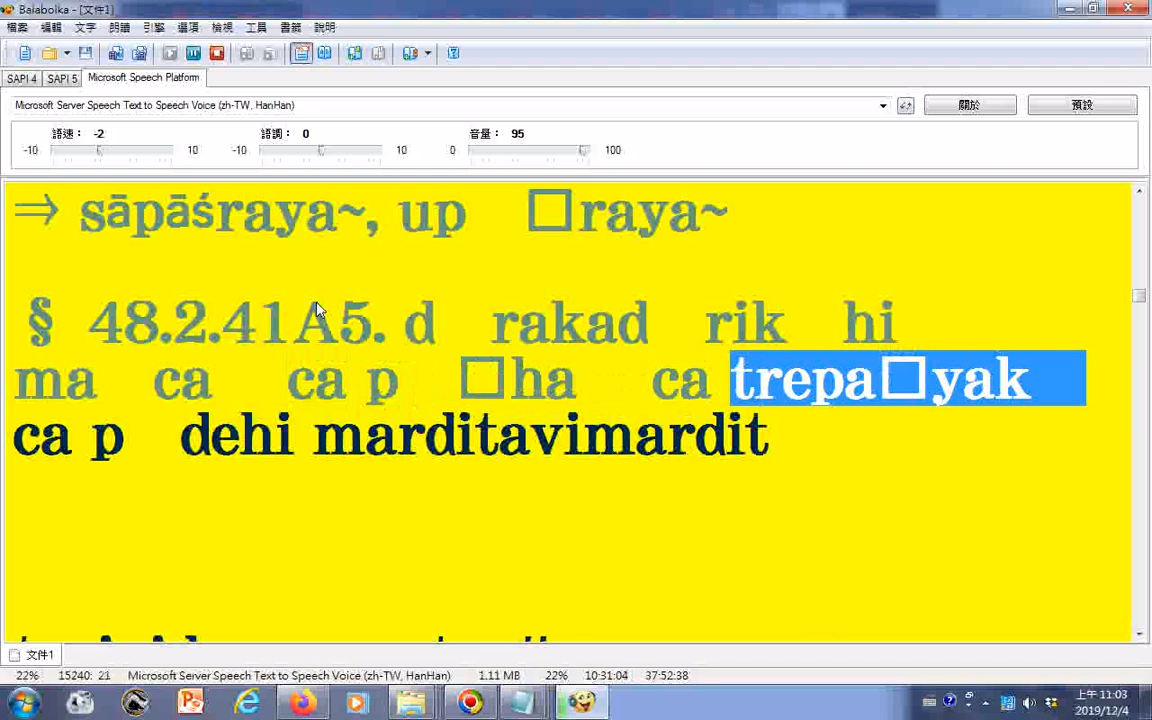 Balabolka - [文件1]
檔案 編輯 文字 朗讀 引擎 選項 檢視 工具 書籤 說明
SAPI 4 SAPI 5 Microsoft Speech Platform
Microsoft Server Speech Text to Speech Voice (zh-TW, HanHan) 關於 預設
語速： -2 語調： 0 音量： 95
-10 10 -10 10 0 100
⇒ sāpāśraya~, up □raya~
§ 48.2.41A5. d rakad rik hi
ma ca ca p □ha ca trepa□yak
ca p dehi marditavimardit
文件1
22% 15240: 21 Microsoft Server Speech Text to Speech Voice (zh-TW, HanHan) 1.11 MB 22% 10:31:04 37:52:38
上午 11:03
2019/12/4